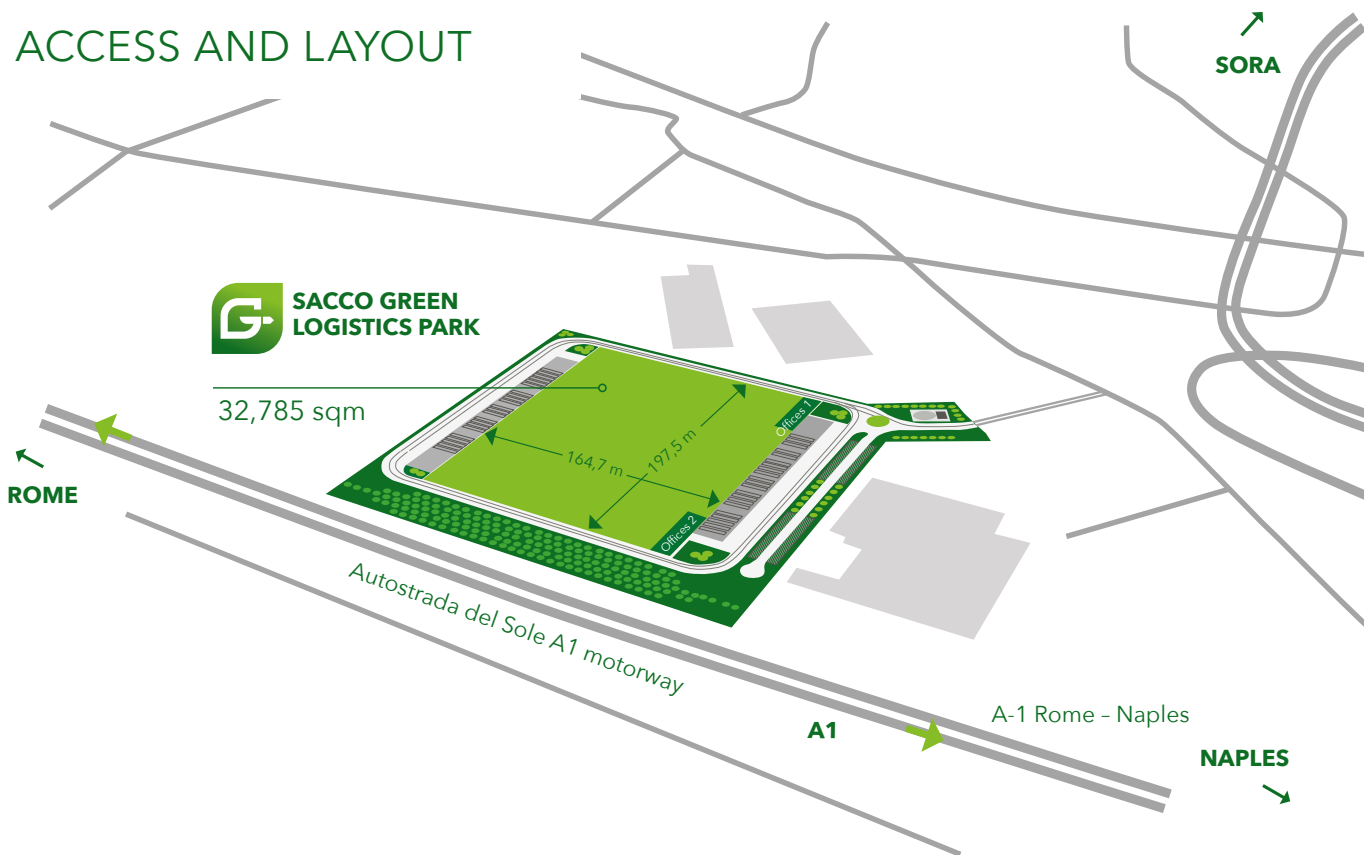 ACCESS AND LAYOUT
SORA
SACCO GREEN
LOGISTICS PARK
32,785 sqm
Offices 1
164,7 m
197,5 m
Offices 2
ROME
Autostrada del Sole A1 motorway
A1
A-1 Rome – Naples
NAPLES